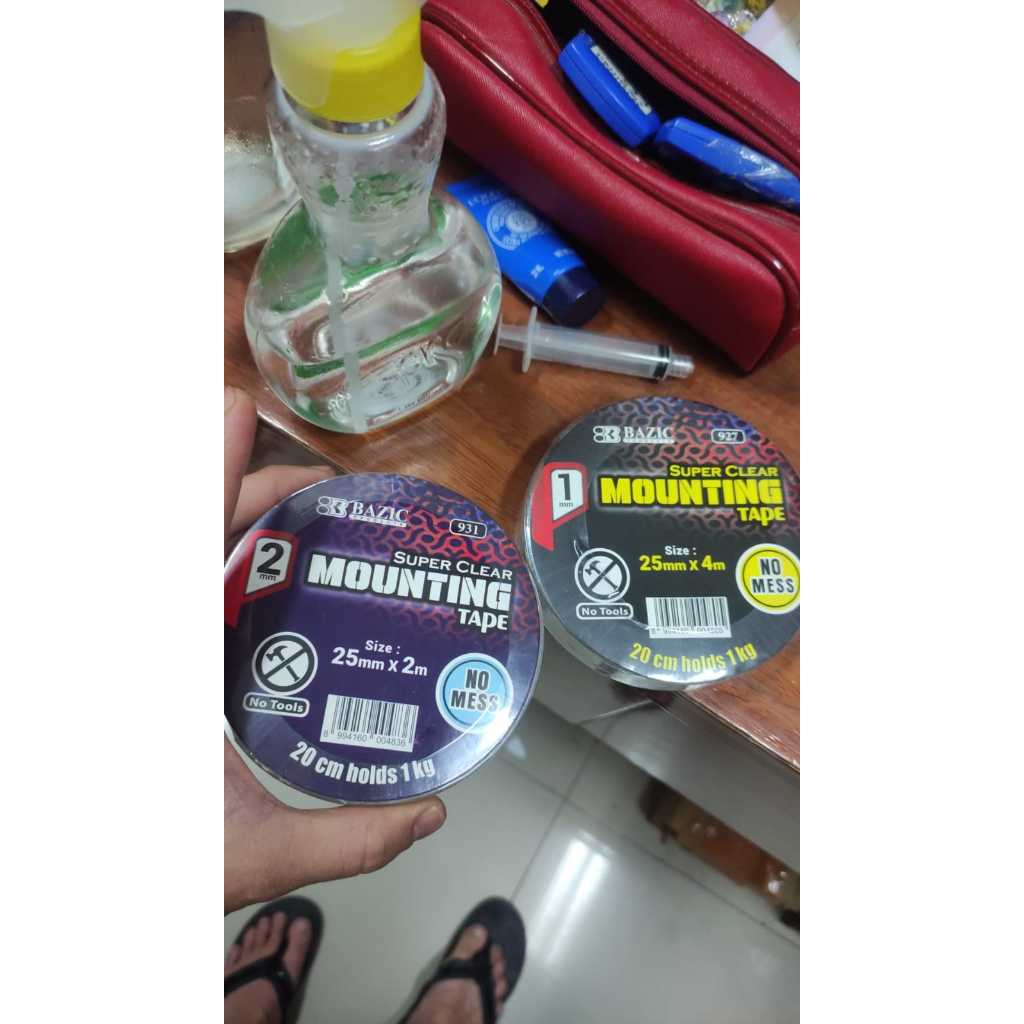 BAZIC
931
2
mm
SUPER CLEAR
MOUNTING
TAPE
Size :
25mm X 2m
No Tools
NO
MESS
8 994160 004836
20 cm holds 1 kg
BAZIC
927
1
mm
SUPER CLEAR
MOUNTING
TAPE
Size :
25mm X 4m
No Tools
NO
MESS
20 cm holds 1 kg